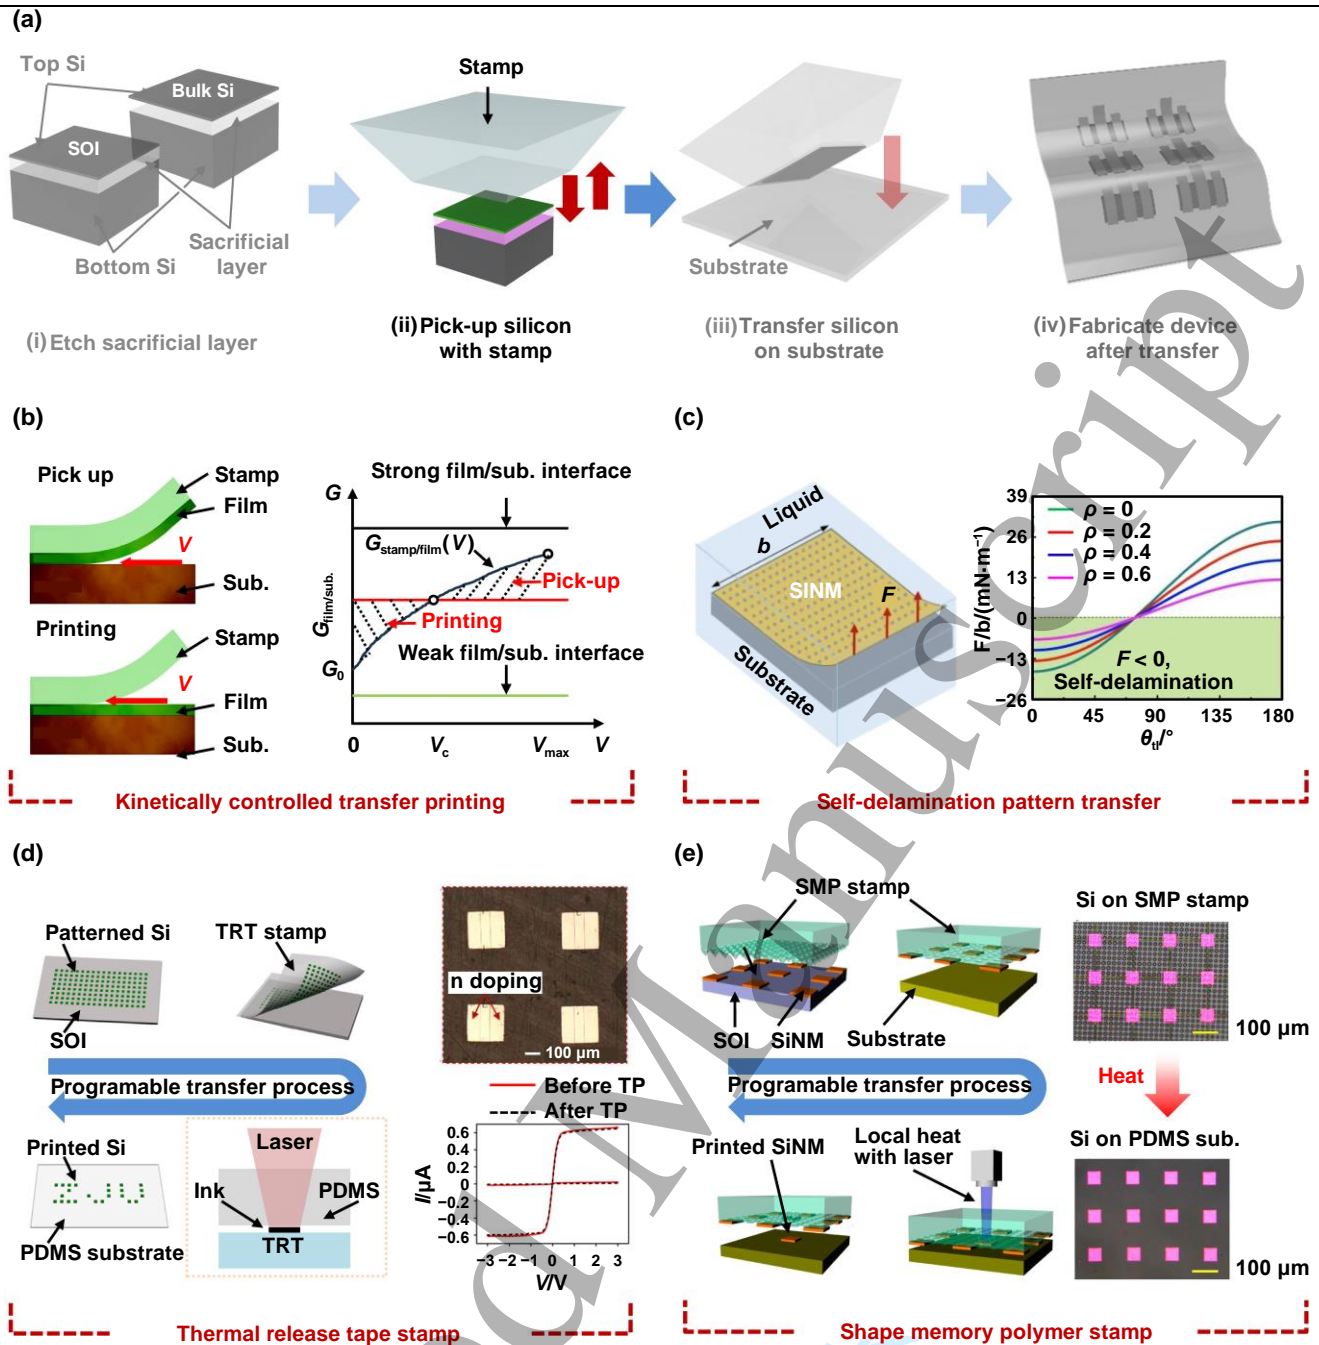 (a)
Top Si
Bulk Si
SOI
Bottom Si
Sacrificial
layer
Stamp
Substrate
(i) Etch sacrificial layer
(ii) Pick-up silicon
with stamp
(iii) Transfer silicon
on substrate
(iv) Fabricate device
after transfer
(b)
Pick up
Stamp
Film
V
Sub.
Printing
Stamp
V
Film
Sub.
Strong film/sub. interface
G
Gstamp/film(V)
Pick-up
Gfilm/sub.
Printing
G0
Weak film/sub. interface
0
Vc
Vmax
V
Kinetically controlled transfer printing
(c)
Liquid
b
SINM
F
Substrate
F/b/(mN·m−1)
39
26
13
0
−13
−26
ρ = 0
ρ = 0.2
ρ = 0.4
ρ = 0.6
F < 0,
Self-delamination
0 45 90 135 180
θtl/°
Self-delamination pattern transfer
(d)
Patterned Si
TRT stamp
SOI
Programable transfer process
Printed Si
ZJU
PDMS substrate
Laser
Ink
PDMS
TRT
n doping
100 μm
Before TP
After TP
I/μA
0.6
0.4
0.2
0
−0.2
−0.4
−0.6
−3 −2 −1 0 1 2 3
V/V
Thermal release tape stamp
(e)
SMP stamp
SOI
SiNM
Substrate
Programable transfer process
Printed SiNM
Local heat
with laser
Si on SMP stamp
100 μm
Heat
Si on PDMS sub.
100 μm
Shape memory polymer stamp
Manuscript